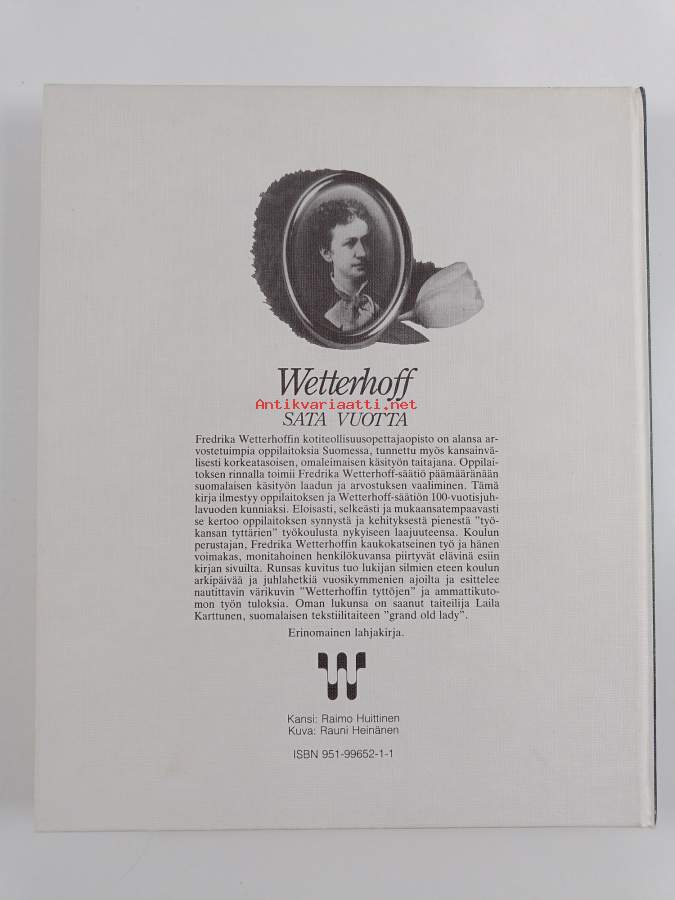 Wetterhoff
Antikvariaatti.net
SATA VUOTTA
Fredrika Wetterhoffin kotiteollisuusopettajaopisto on alansa ar-
vostetuimpia oppilaitoksia Suomessa, tunnettu myös kansainvä-
lisesti korkeatasoisen, omaleimaisen käsityön taitajana. Oppilai-
toksen rinnalla toimii Fredrika Wetterhoff-säätiö päämääränään
suomalaisen käsityön laadun ja arvostuksen vaaliminen. Tämä
kirja ilmestyy oppilaitoksen ja Wetterhoff-säätiön 100-vuotisjuh-
lavuoden kunniaksi. Eloisasti, selkeästi ja mukaansatempaavasti
se kertoo oppilaitoksen synnystä ja kehityksestä pienestä "työ-
kansan tyttärien" työkoulusta nykyiseen laajuuteensa. Koulun
perustajan, Fredrika Wetterhoffin kaukokatseinen työ ja hänen
voimakas, monitahoinen henkilökuvansa piirtyvät elävinä esiin
kirjan sivuilta. Runsas kuvitus tuo lukijan silmien eteen koulun
arkipäivää ja juhlahetkiä vuosikymmenien ajoilta ja esittelee
nautittavin värikuvin "Wetterhoffin tyttöjen" ja ammattikuto-
mon työn tuloksia. Oman lukunsa on saanut taiteilija Laila
Karttunen, suomalaisen tekstiilitaiteen "grand old lady".
Erinomainen lahjakirja.
W
Kansi: Raimo Huittinen
Kuva: Rauni Heinänen
ISBN 951-99652-1-1